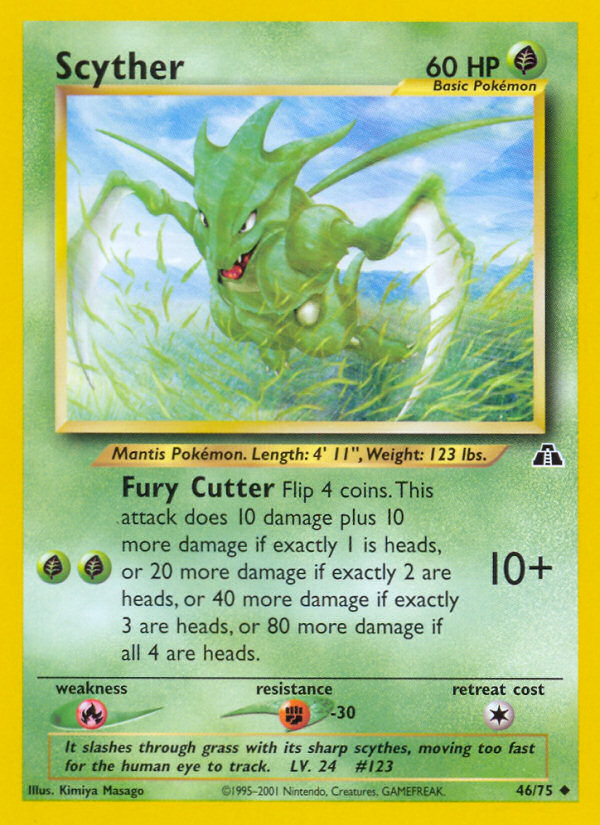 Scyther
60 HP
Basic Pokémon
Mantis Pokémon. Length: 4' 11", Weight: 123 lbs.
Fury Cutter Flip 4 coins. This
attack does 10 damage plus 10
more damage if exactly 1 is heads,
or 20 more damage if exactly 2 are
heads, or 40 more damage if exactly
3 are heads, or 80 more damage if
all 4 are heads.
10+
weakness
resistance
retreat cost
-30
It slashes through grass with its sharp scythes, moving too fast
for the human eye to track. LV. 24 #123
Illus. Kimiya Masago
©1995-2001 Nintendo, Creatures, GAMEFREAK.
46/75